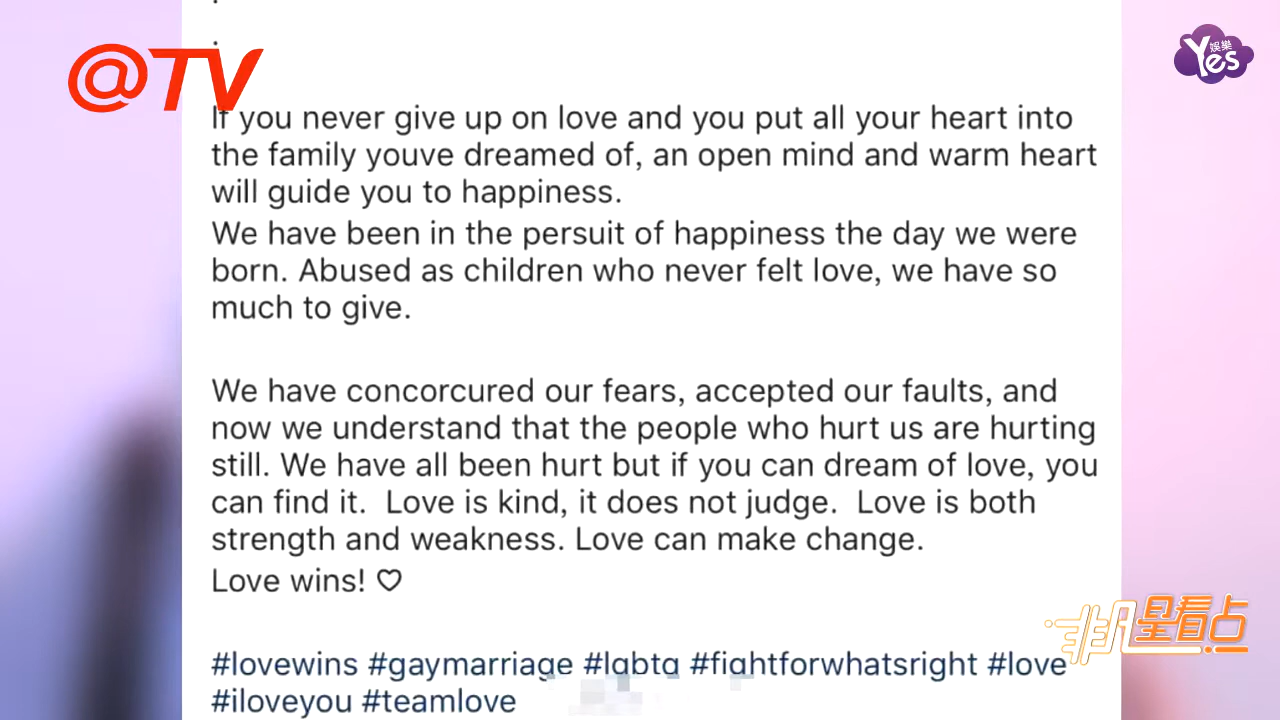 @TV
Yes
娛樂
If you never give up on love and you put all your heart into
the family youve dreamed of, an open mind and warm heart
will guide you to happiness.
We have been in the persuit of happiness the day we were
born. Abused as children who never felt love, we have so
much to give.
We have concorcured our fears, accepted our faults, and
now we understand that the people who hurt us are hurting
still. We have all been hurt but if you can dream of love, you
can find it.  Love is kind, it does not judge.  Love is both
strength and weakness. Love can make change.
Love wins! ♡
非凡星看点
#lovewins #gaymarriage #lgbtq #fightforwhatsright #love
#iloveyou #teamlove